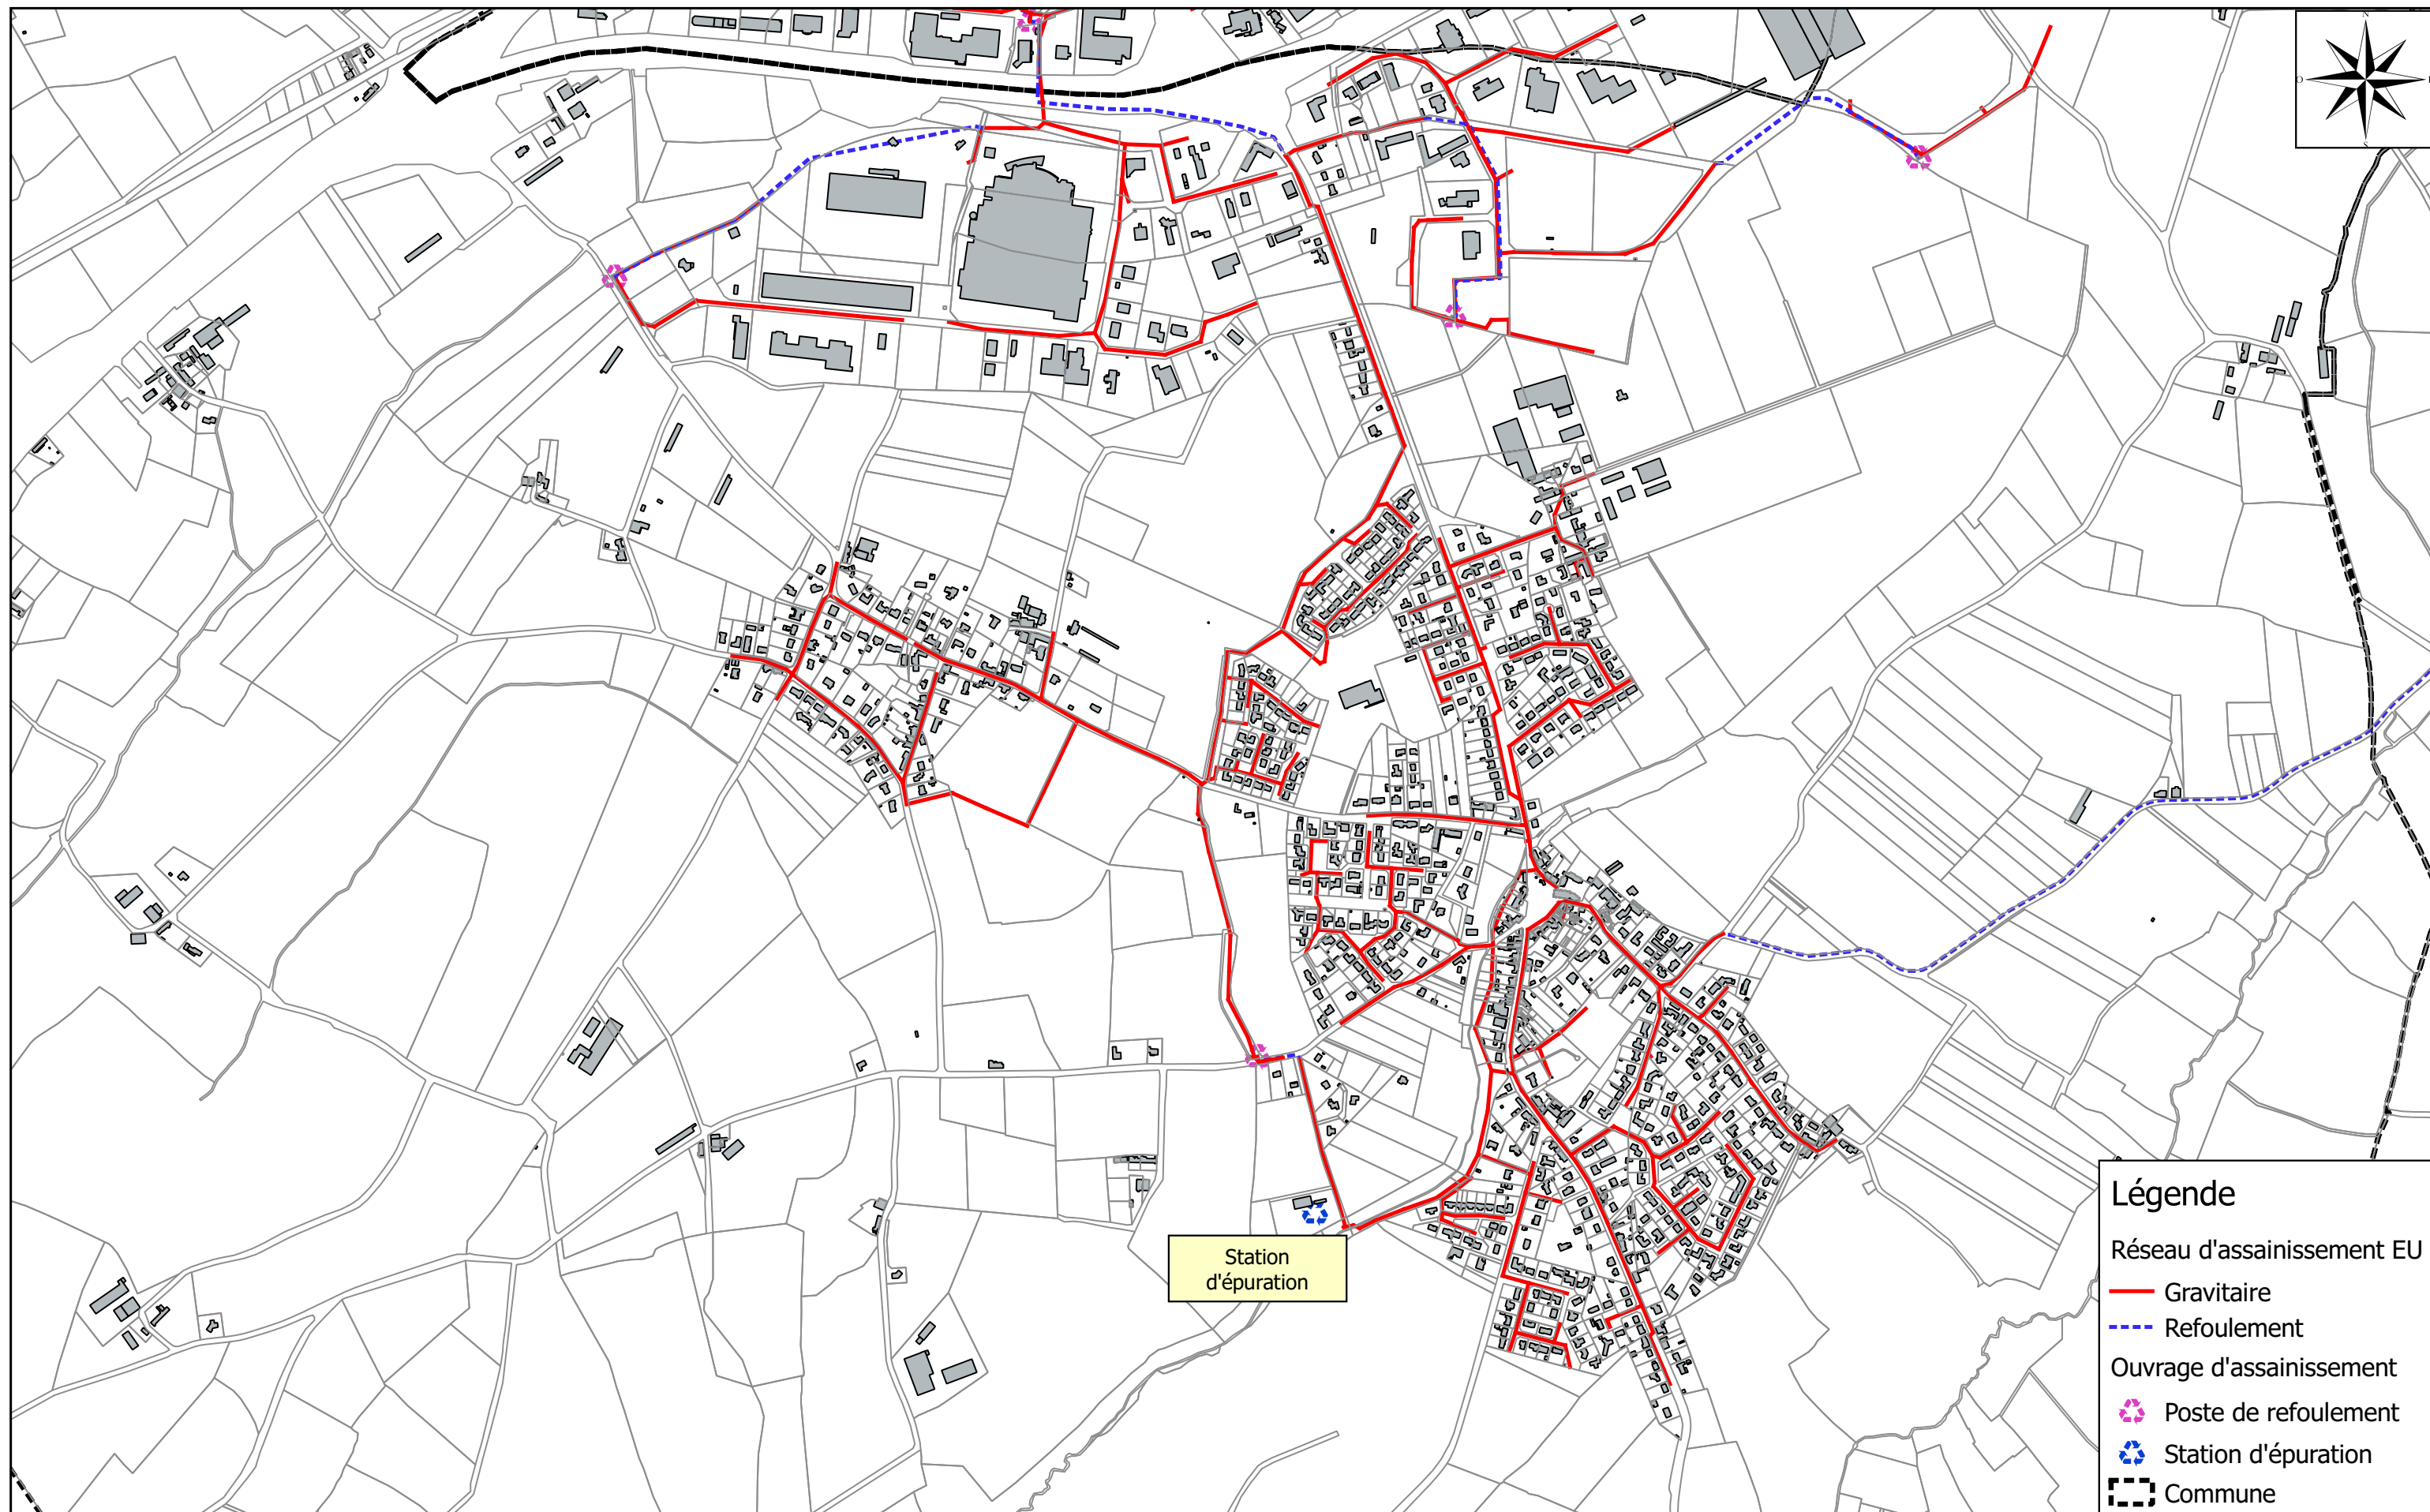 N
O
S
Station
d'épuration
Légende
Réseau d'assainissement EU
Gravitaire
Refoulement
Ouvrage d'assainissement
Poste de refoulement
Station d'épuration
Commune